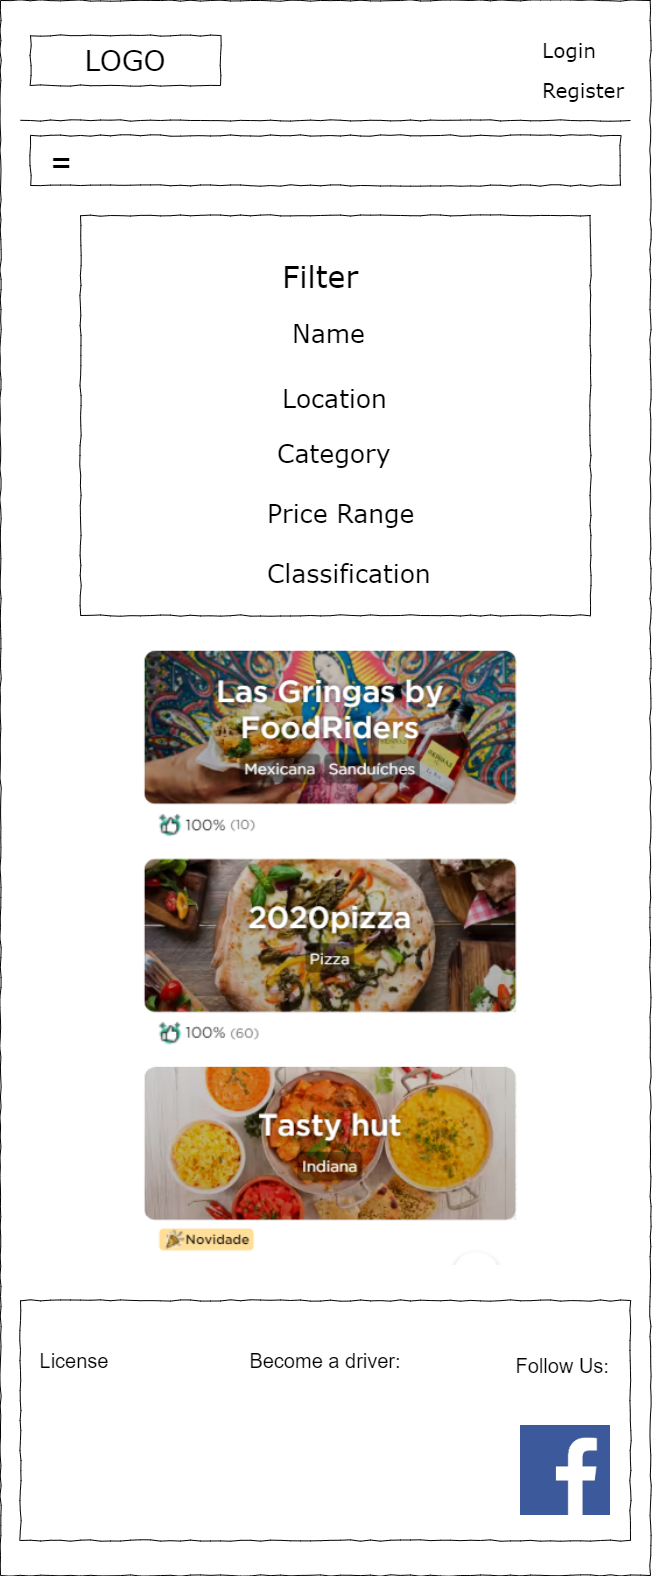 LOGO
Login
Register
=
Filter
Name
Location
Category
Price Range
Classification
Las Gringas by
FoodRiders
Mexicana Sanduíches
100% (10)
2020pizza
Pizza
100% (60)
Tasty hut
Indiana
Novidade
License
Become a driver:
Follow Us:
f